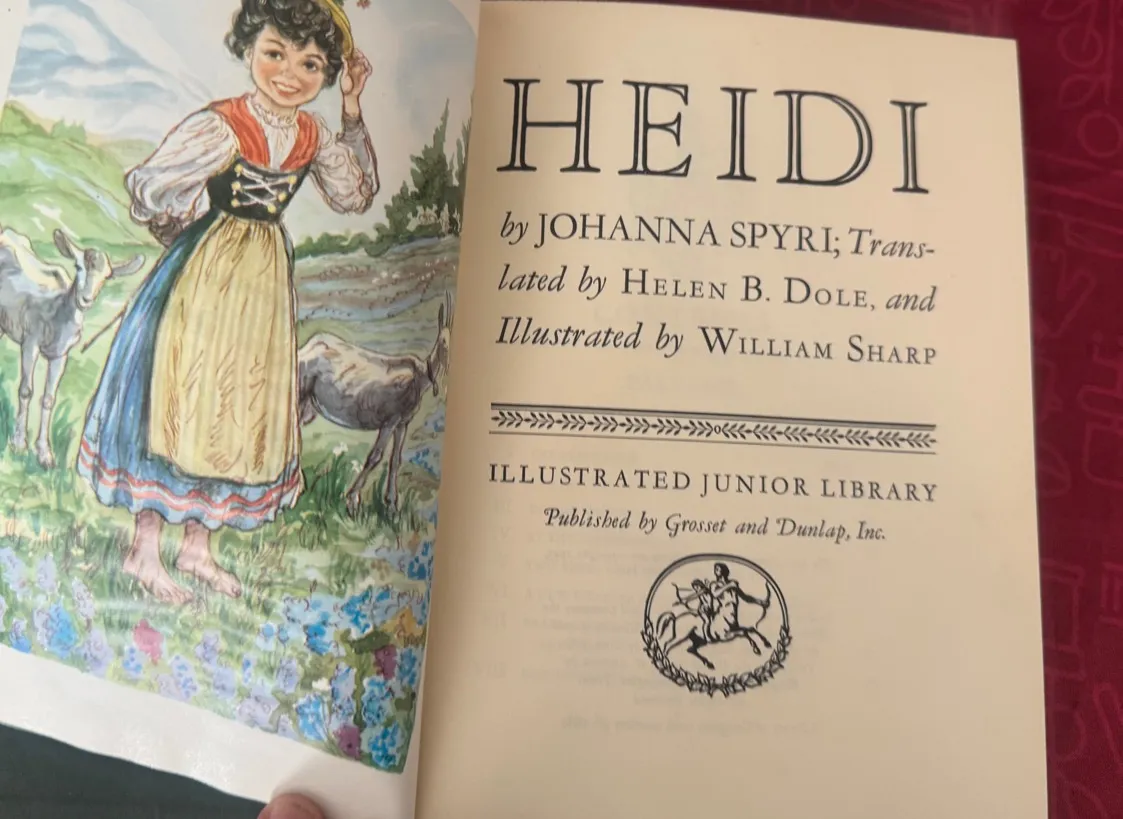 HEIDI
by JOHANNA SPYRI; Trans-
lated by HELEN B. DOLE, and
Illustrated by WILLIAM SHARP
ILLUSTRATED JUNIOR LIBRARY
Published by Grosset and Dunlap, Inc.